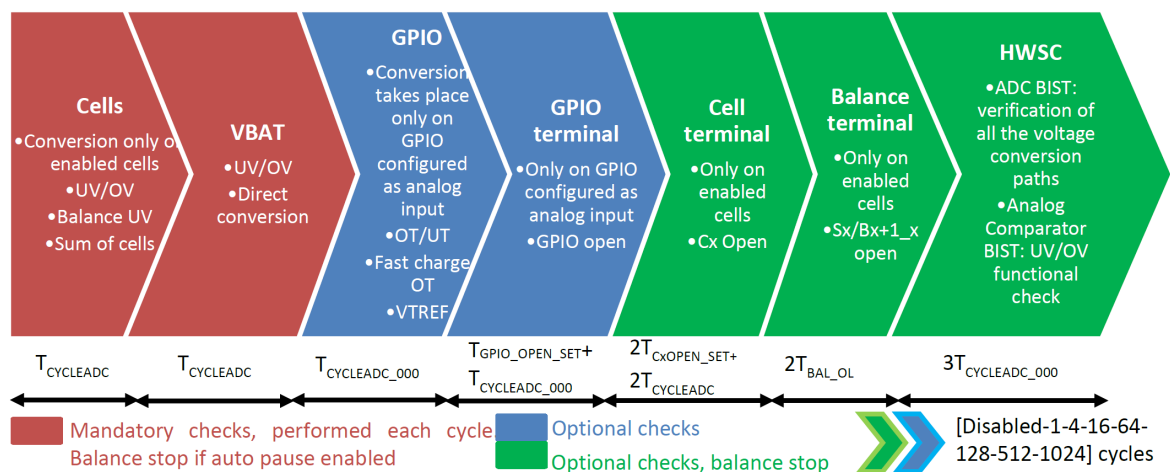 Cells
•Conversion only o
enabled cells
•UV/OV
•Balance UV
•Sum of cells
VBAT
•UV/OV
•Direct
conversion
GPIO
•Conversion
takes place
only on
GPIO
configured
as analog
input
•OT/UT
•Fast charge
OT
•VTREF
GPIO
terminal
•Only on GPIO
configured as
analog input
•GPIO open
Cell
terminal
•Only on
enabled
cells
•Cx Open
Balance
terminal
•Only on
enabled
cells
•Sx/Bx+1_x
open
HWSC
•ADC BIST:
verification of
all the voltage
conversion
paths
•Analog
Comparator
BIST: UV/OV
functional
check
TCYCLEADC
TCYCLEADC
TCYCLEADC_000
TGPIO_OPEN_SET+
TCYCLEADC_000
2TCxOPEN_SET+
2TCYCLEADC
2TBAL_OL
3TCYCLEADC_000
Mandatory checks, performed each cycle
Balance stop if auto pause enabled
Optional checks
Optional checks, balance stop
[Disabled-1-4-16-64-
128-512-1024] cycles